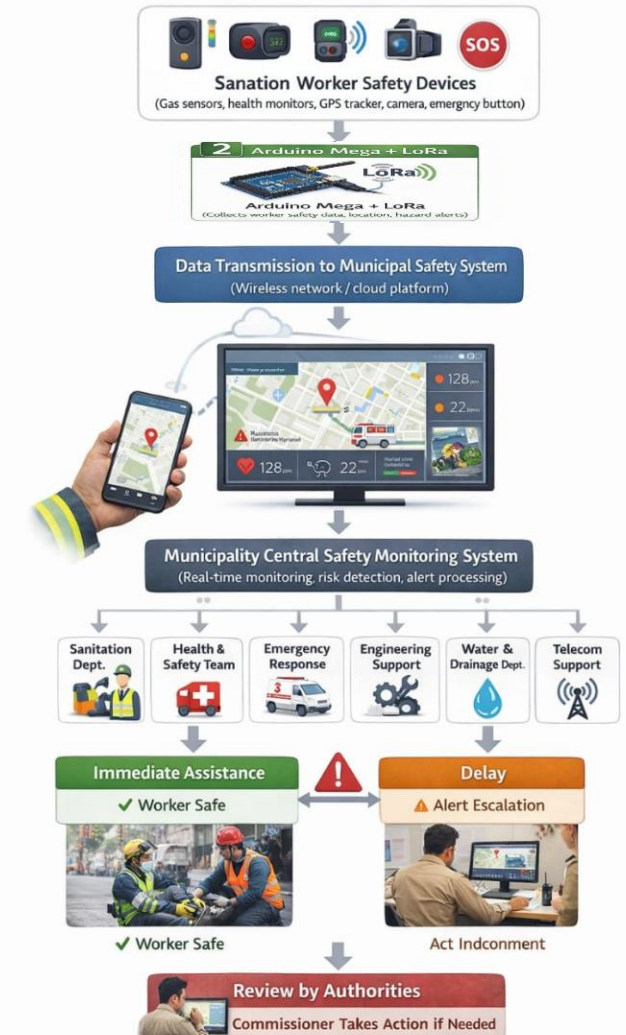 SOS
Sanation Worker Safety Devices
(Gas sensors, health monitors, GPS tracker, camera, emergncy button)
2 Arduino Mega + LoRa
LoRa
Arduino Mega + LoRa
(Collects worker safety data, location, hazard alerts)
Data Transmission to Municipal Safety System
(Wireless network / cloud platform)
128
22
128
22
Municipality Central Safety Monitoring System
(Real-time monitoring, risk detection, alert processing)
Sanitation
Dept.
Health &
Safety Team
Emergency
Response
3
Engineering
Support
Water &
Drainage Dept.
Telecom
Support
Immediate Assistance
✓ Worker Safe
✓ Worker Safe
Delay
Alert Escalation
Act Indconment
Review by Authorities
Commissioner Takes Action if Needed